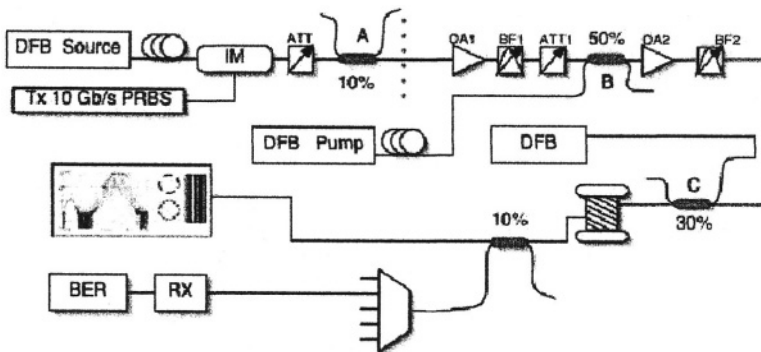 ATT
A
OA1
BF1
ATT1
50%
OA2
BF2
DFB Source
IM
10%
B
Tx 10 Gb/s PRBS
DFB Pump
DFB
C
10%
30%
BER
RX